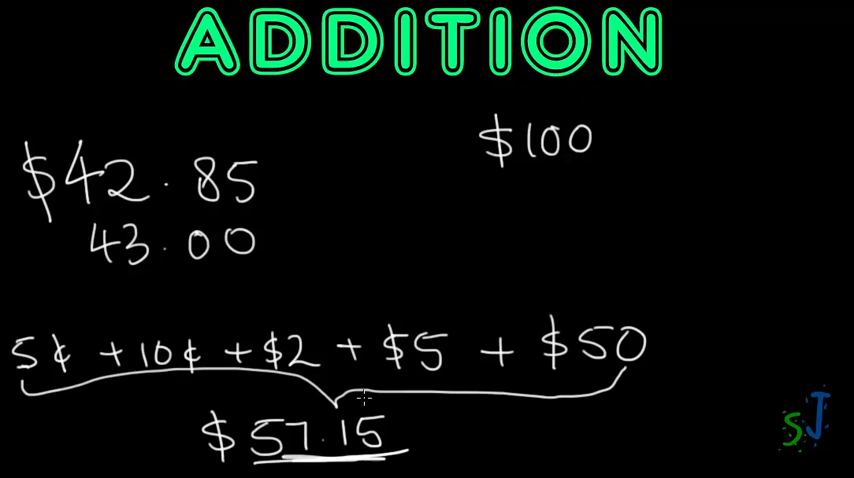 ADDITION
$100
$42.85
43.00
5¢ + 10¢ + $2 + $5 + $50
$57.15
SJ